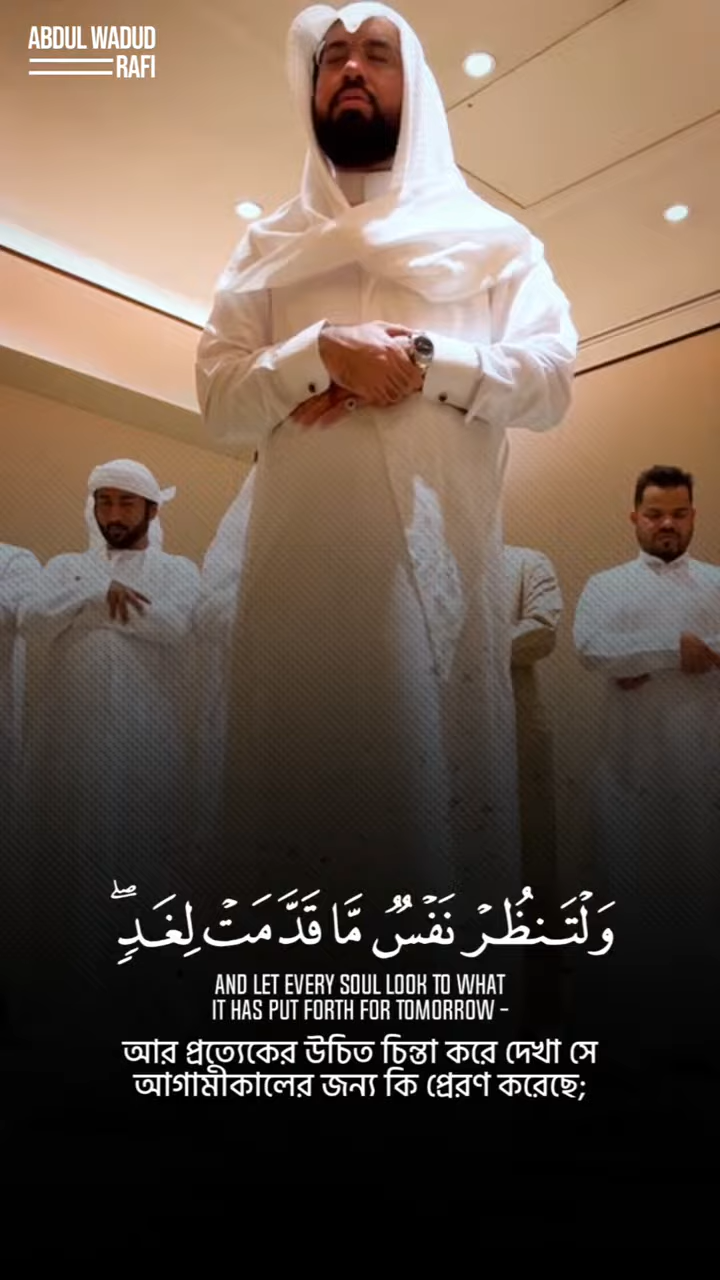 ABDUL WADUD
RAFI
وَلْتَنظُرْ نَفْسٌ مَّا قَدَّمَتْ لِغَدٍ ۖ
AND LET EVERY SOUL LOOK TO WHAT
IT HAS PUT FORTH FOR TOMORROW -
আর প্রত্যেকের উচিত চিন্তা করে দেখা সে
আগামীকালের জন্য কি প্রেরণ করেছে;